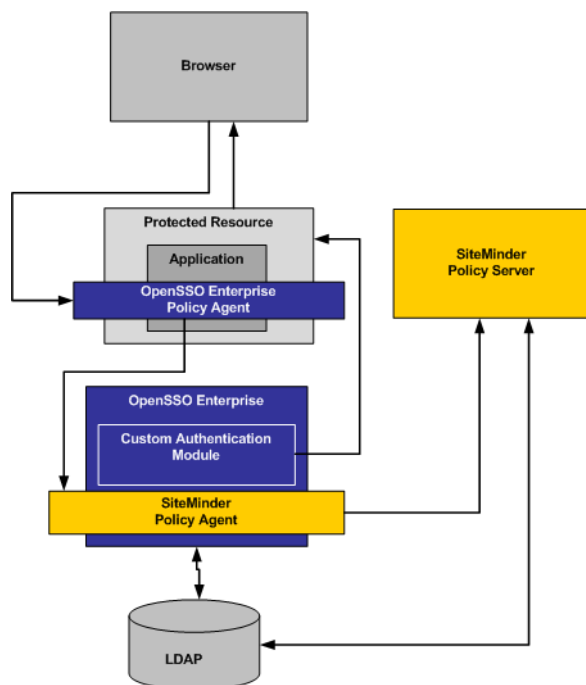 Browser
Protected Resource
Application
OpenSSO Enterprise
Policy Agent
SiteMinder
Policy Server
OpenSSO Enterprise
Custom Authentication
Module
SiteMinder
Policy Agent
LDAP